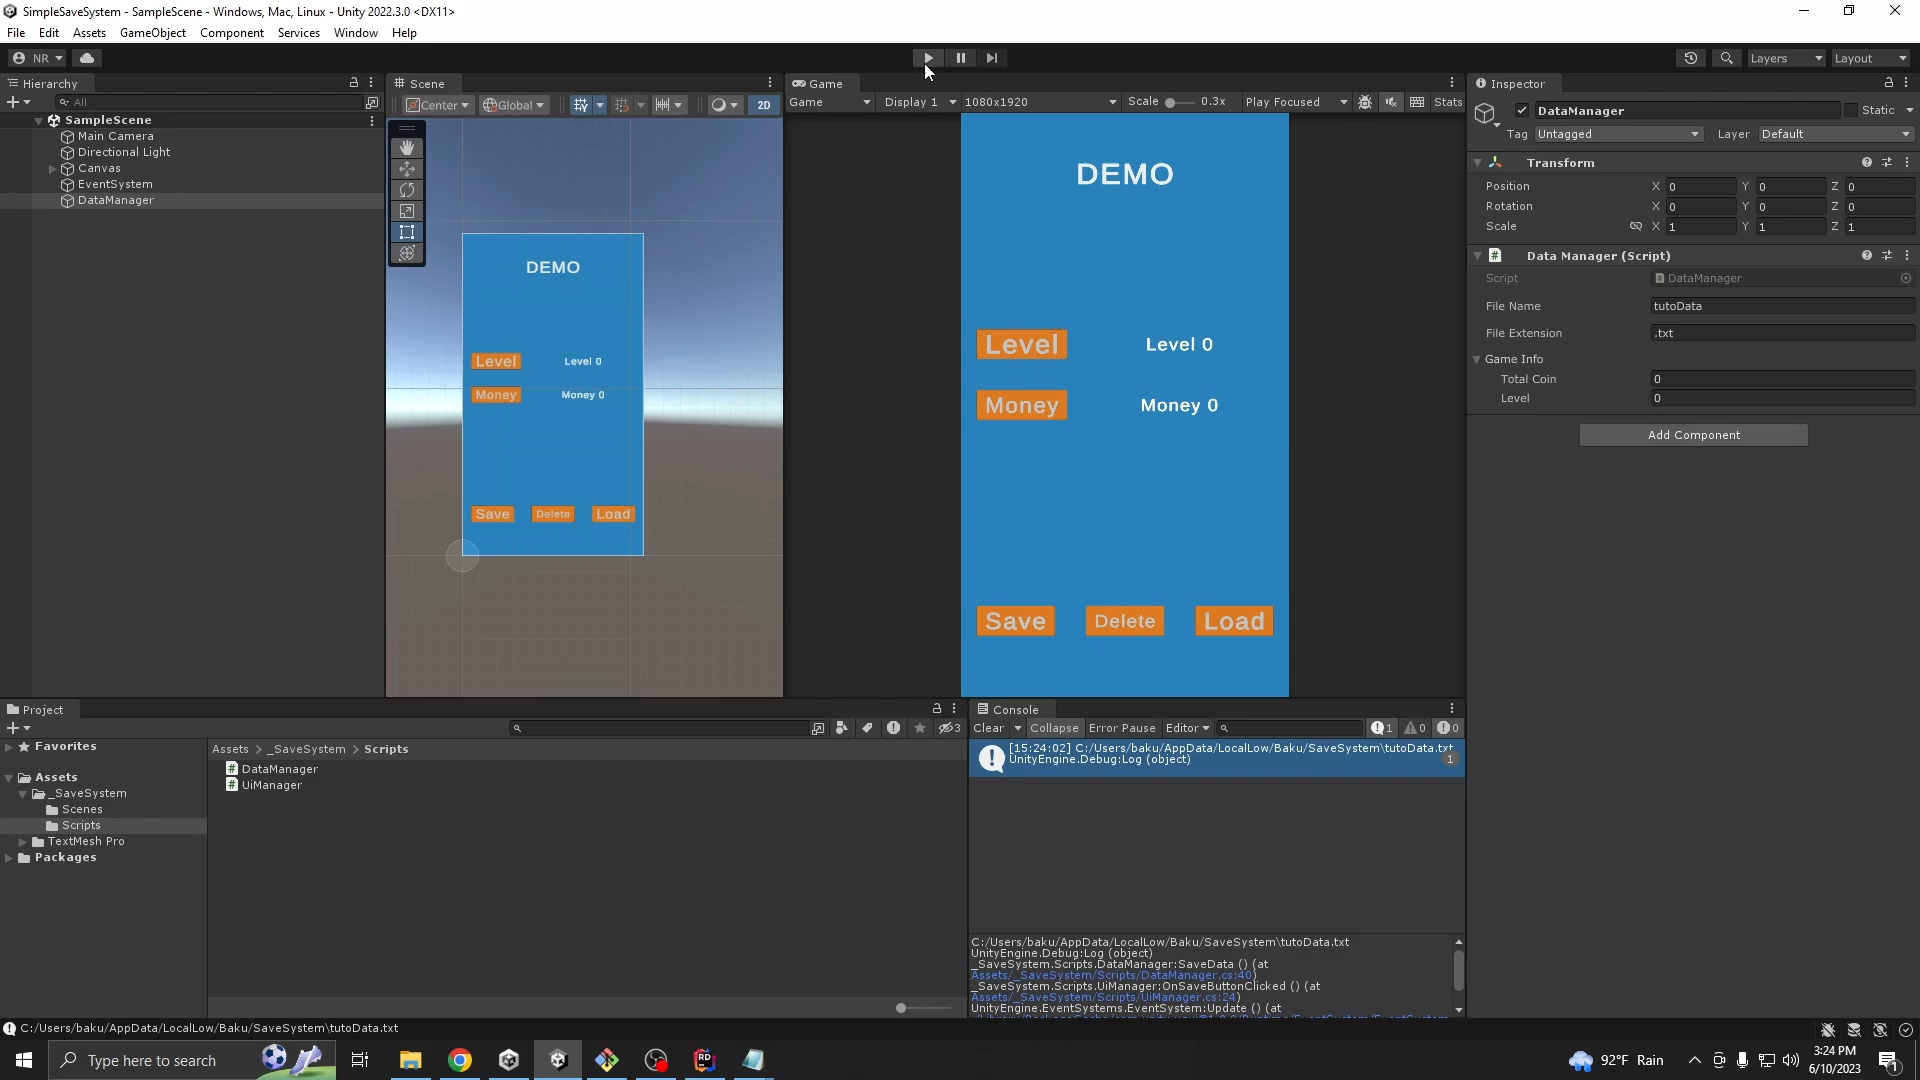 SimpleSaveSystem - SampleScene - Windows, Mac, Linux - Unity 2022.3.0 <DX11>
File Edit Assets GameObject Component Services Window Help
NR Layers Layout
Hierarchy
All
SampleScene
Main Camera
Directional Light
Canvas
EventSystem
DataManager
Scene
Center Global 2D
DEMO
Level Level 0
Money Money 0
Save Delete Load
Game
Game Display 1 1080x1920 Scale 0.3x Play Focused Stats
DEMO
Level Level 0
Money Money 0
Save Delete Load
Inspector
DataManager Static
Tag Untagged Layer Default
Transform
Position X 0 Y 0 Z 0
Rotation X 0 Y 0 Z 0
Scale X 1 Y 1 Z 1
# Data Manager (Script)
Script DataManager
File Name tutoData
File Extension .txt
Game Info
Total Coin 0
Level 0
Add Component
Project
3
Favorites
Assets
_SaveSystem
Scenes
Scripts
TextMesh Pro
Packages
Assets > _SaveSystem > Scripts
# DataManager
# UiManager
Console
Clear Collapse Error Pause Editor 1 0 0
[15:24:02] C:/Users/baku/AppData/LocalLow/Baku/SaveSystem\tutoData.txt
UnityEngine.Debug:Log (object)
1
C:/Users/baku/AppData/LocalLow/Baku/SaveSystem\tutoData.txt
UnityEngine.Debug:Log (object)
_SaveSystem.Scripts.DataManager:SaveData () (at
Assets/_SaveSystem/Scripts/DataManager.cs:40)
_SaveSystem.Scripts.UiManager:OnSaveButtonClicked () (at
Assets/_SaveSystem/Scripts/UiManager.cs:24)
UnityEngine.EventSystems.EventSystem:Update () (at
C:/Users/baku/AppData/LocalLow/Baku/SaveSystem\tutoData.txt
Type here to search
RD
92°F Rain
3:24 PM
6/10/2023
1